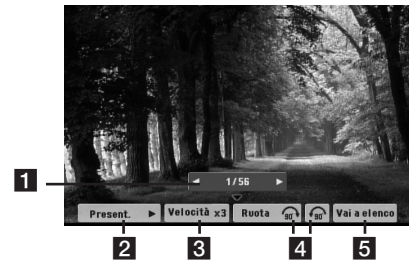 1
1/56
Present.
Velocità x3
Ruota 90° 90°
Vai a elenco
2 3 4 5